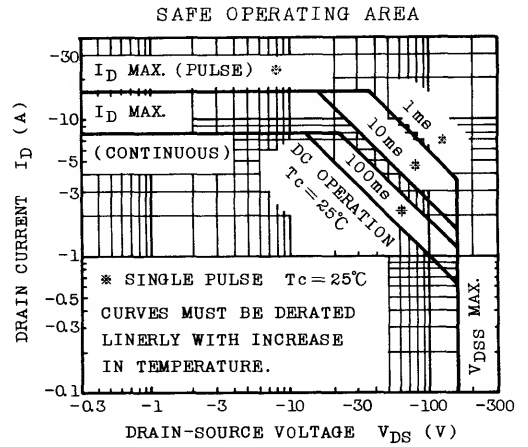 SAFE OPERATING AREA
-30
I_D MAX. (PULSE) ※
I_D MAX.
-10
-5
(CONTINUOUS)
-3
1ms ※
10ms ※
100ms ※
DC OPERATION
Tc=25℃
-1
-0.5
-0.3
-0.1
※ SINGLE PULSE Tc=25℃
CURVES MUST BE DERATED
LINERLY WITH INCREASE
IN TEMPERATURE.
V_DSS MAX.
DRAIN CURRENT I_D (A)
-0.3 -1 -3 -10 -30 -100 -300
DRAIN-SOURCE VOLTAGE V_DS (V)